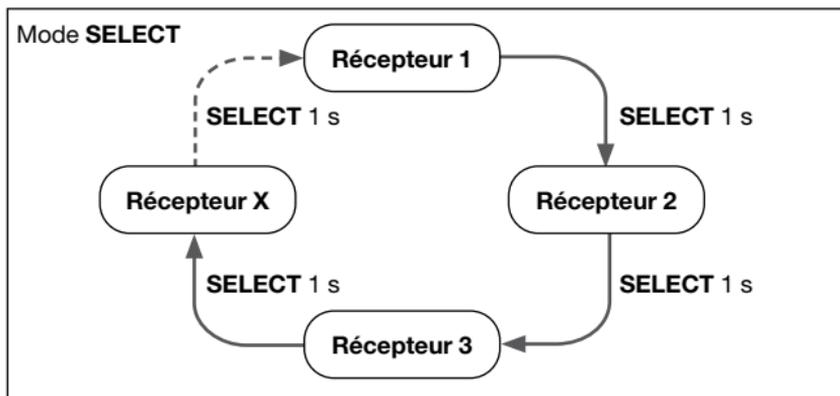 Mode SELECT
Récepteur 1
SELECT 1 s
SELECT 1 s
Récepteur X
Récepteur 2
SELECT 1 s
SELECT 1 s
Récepteur 3